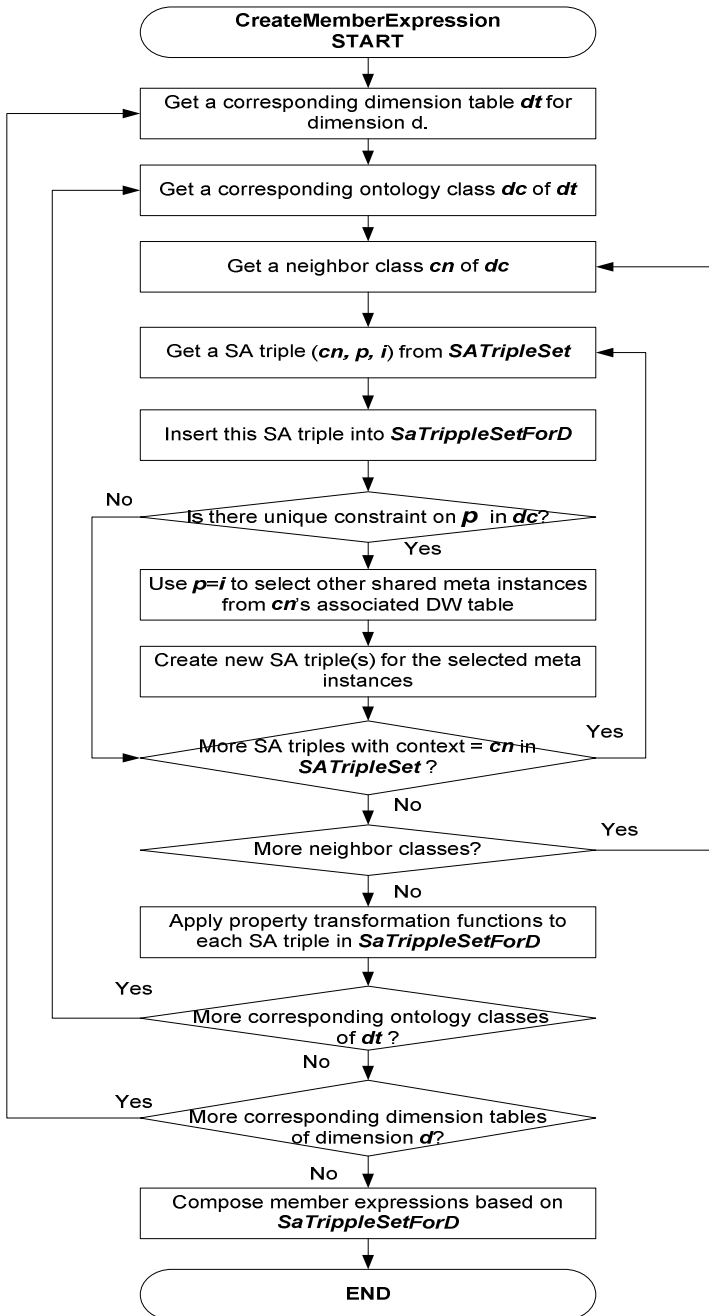 CreateMemberExpression
START
Get a corresponding dimension table dt for
dimension d.
Get a corresponding ontology class dc of dt
Get a neighbor class cn of dc
Get a SA triple (cn, p, i) from SATripleSet
Insert this SA triple into SaTrippleSetForD
No
Is there unique constraint on p in dc?
Yes
Use p=i to select other shared meta instances
from cn's associated DW table
Create new SA triple(s) for the selected meta
instances
Yes
More SA triples with context = cn in
SATripleSet ?
No
Yes
More neighbor classes?
No
Apply property transformation functions to
each SA triple in SaTrippleSetForD
Yes
More corresponding ontology classes
of dt ?
No
Yes
More corresponding dimension tables
of dimension d?
No
Compose member expressions based on
SaTrippleSetForD
END